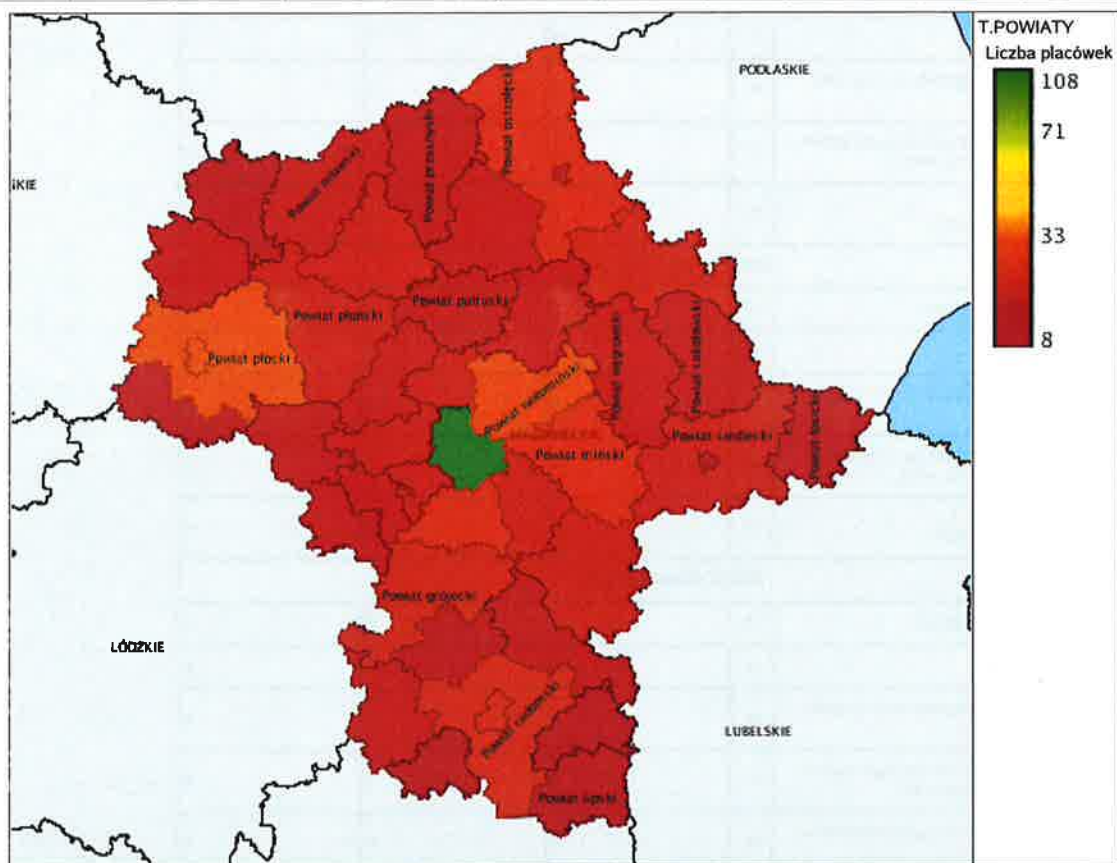 T.POWIATY
Liczba placówek
108
71
33
8
PODLASKIE
Powiat ostrołęcki
Powiat przasnyski
Powiat mławski
Powiat pułtuski
Powiat płoński
Powiat płocki
Powiat wołomiński
Powiat węgrowski
Powiat sokołowski
Powiat łosicki
Powiat siedlecki
Powiat miński
Powiat grójecki
ŁÓDZKIE
Powiat radomski
LUBELSKIE
Powiat lipski